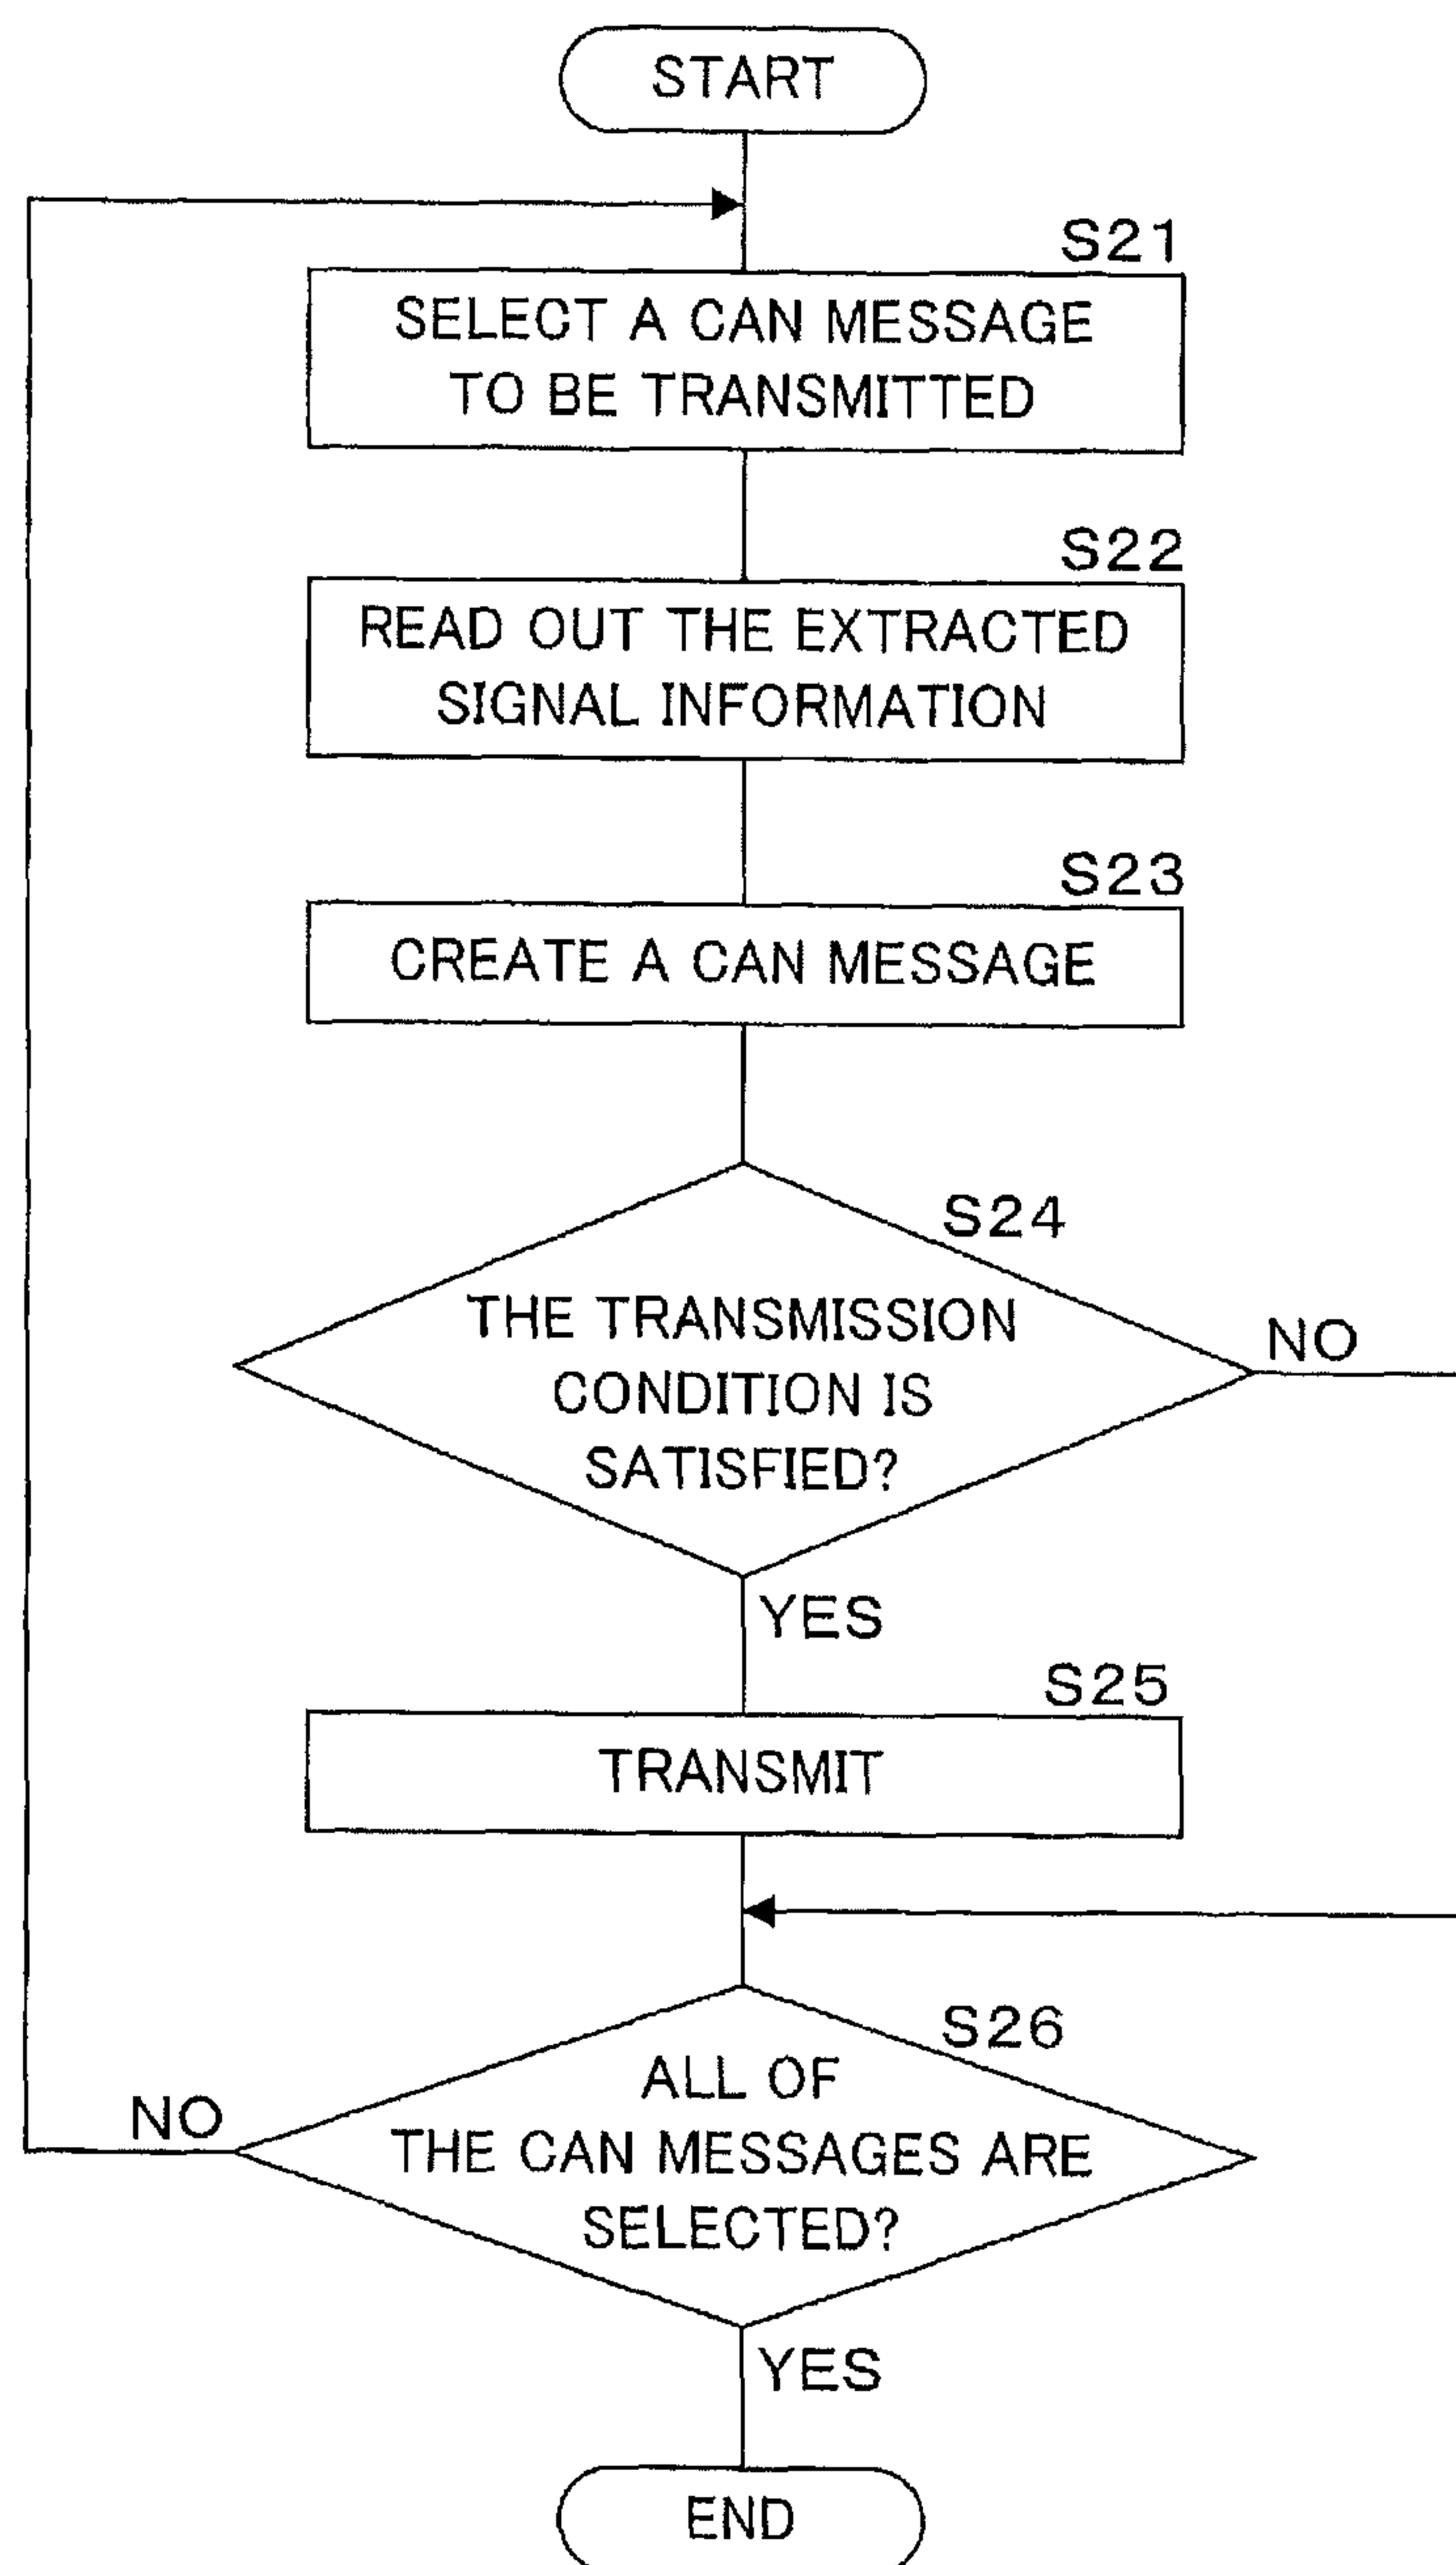 START
S21
SELECT A CAN MESSAGE
TO BE TRANSMITTED
S22
READ OUT THE EXTRACTED
SIGNAL INFORMATION
S23
CREATE A CAN MESSAGE
S24
THE TRANSMISSION
CONDITION IS
SATISFIED?
NO
YES
S25
TRANSMIT
S26
ALL OF
THE CAN MESSAGES ARE
SELECTED?
NO
YES
END